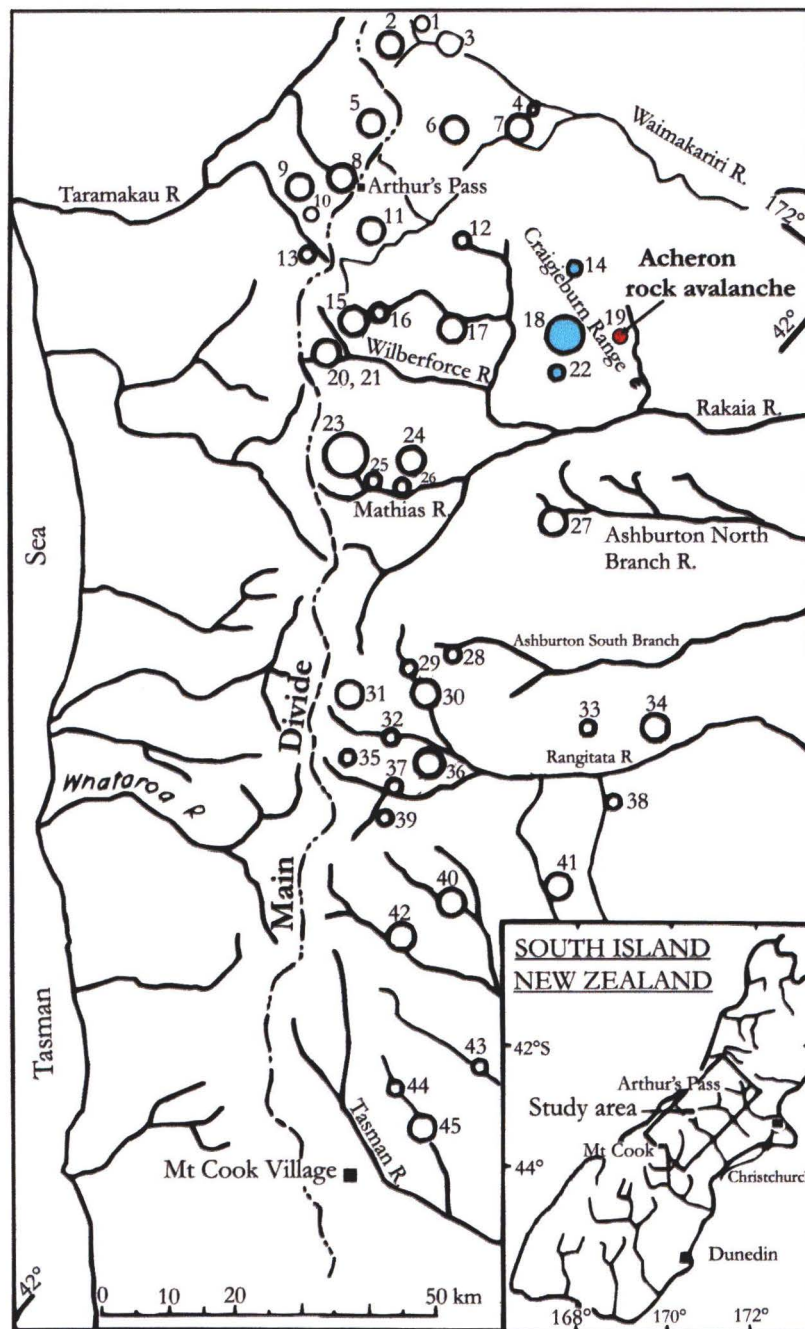 1
2
3
4
5
6
7
Waimakariri R.
8
9
Arthur's Pass
Taramakau R
10
172°
11
12
13
14
Craigieburn Range
Acheron
rock avalanche
15
16
17
18
19
42°
Wilberforce R
20, 21
22
Rakaia R.
23
24
25
26
Mathias R.
27
Ashburton North
Branch R.
Sea
Ashburton South Branch
28
29
30
31
32
33
34
Divide
35
36
Rangitata R
37
Whataroa R
38
39
Main
40
41
42
Tasman
43
44
45
Tasman R.
Mt Cook Village
42°
0
10
20
50 km
SOUTH ISLAND
NEW ZEALAND
42°S
Arthur's Pass
Study area
Mt Cook
44°
Christchurch
Dunedin
168°
170°
172°